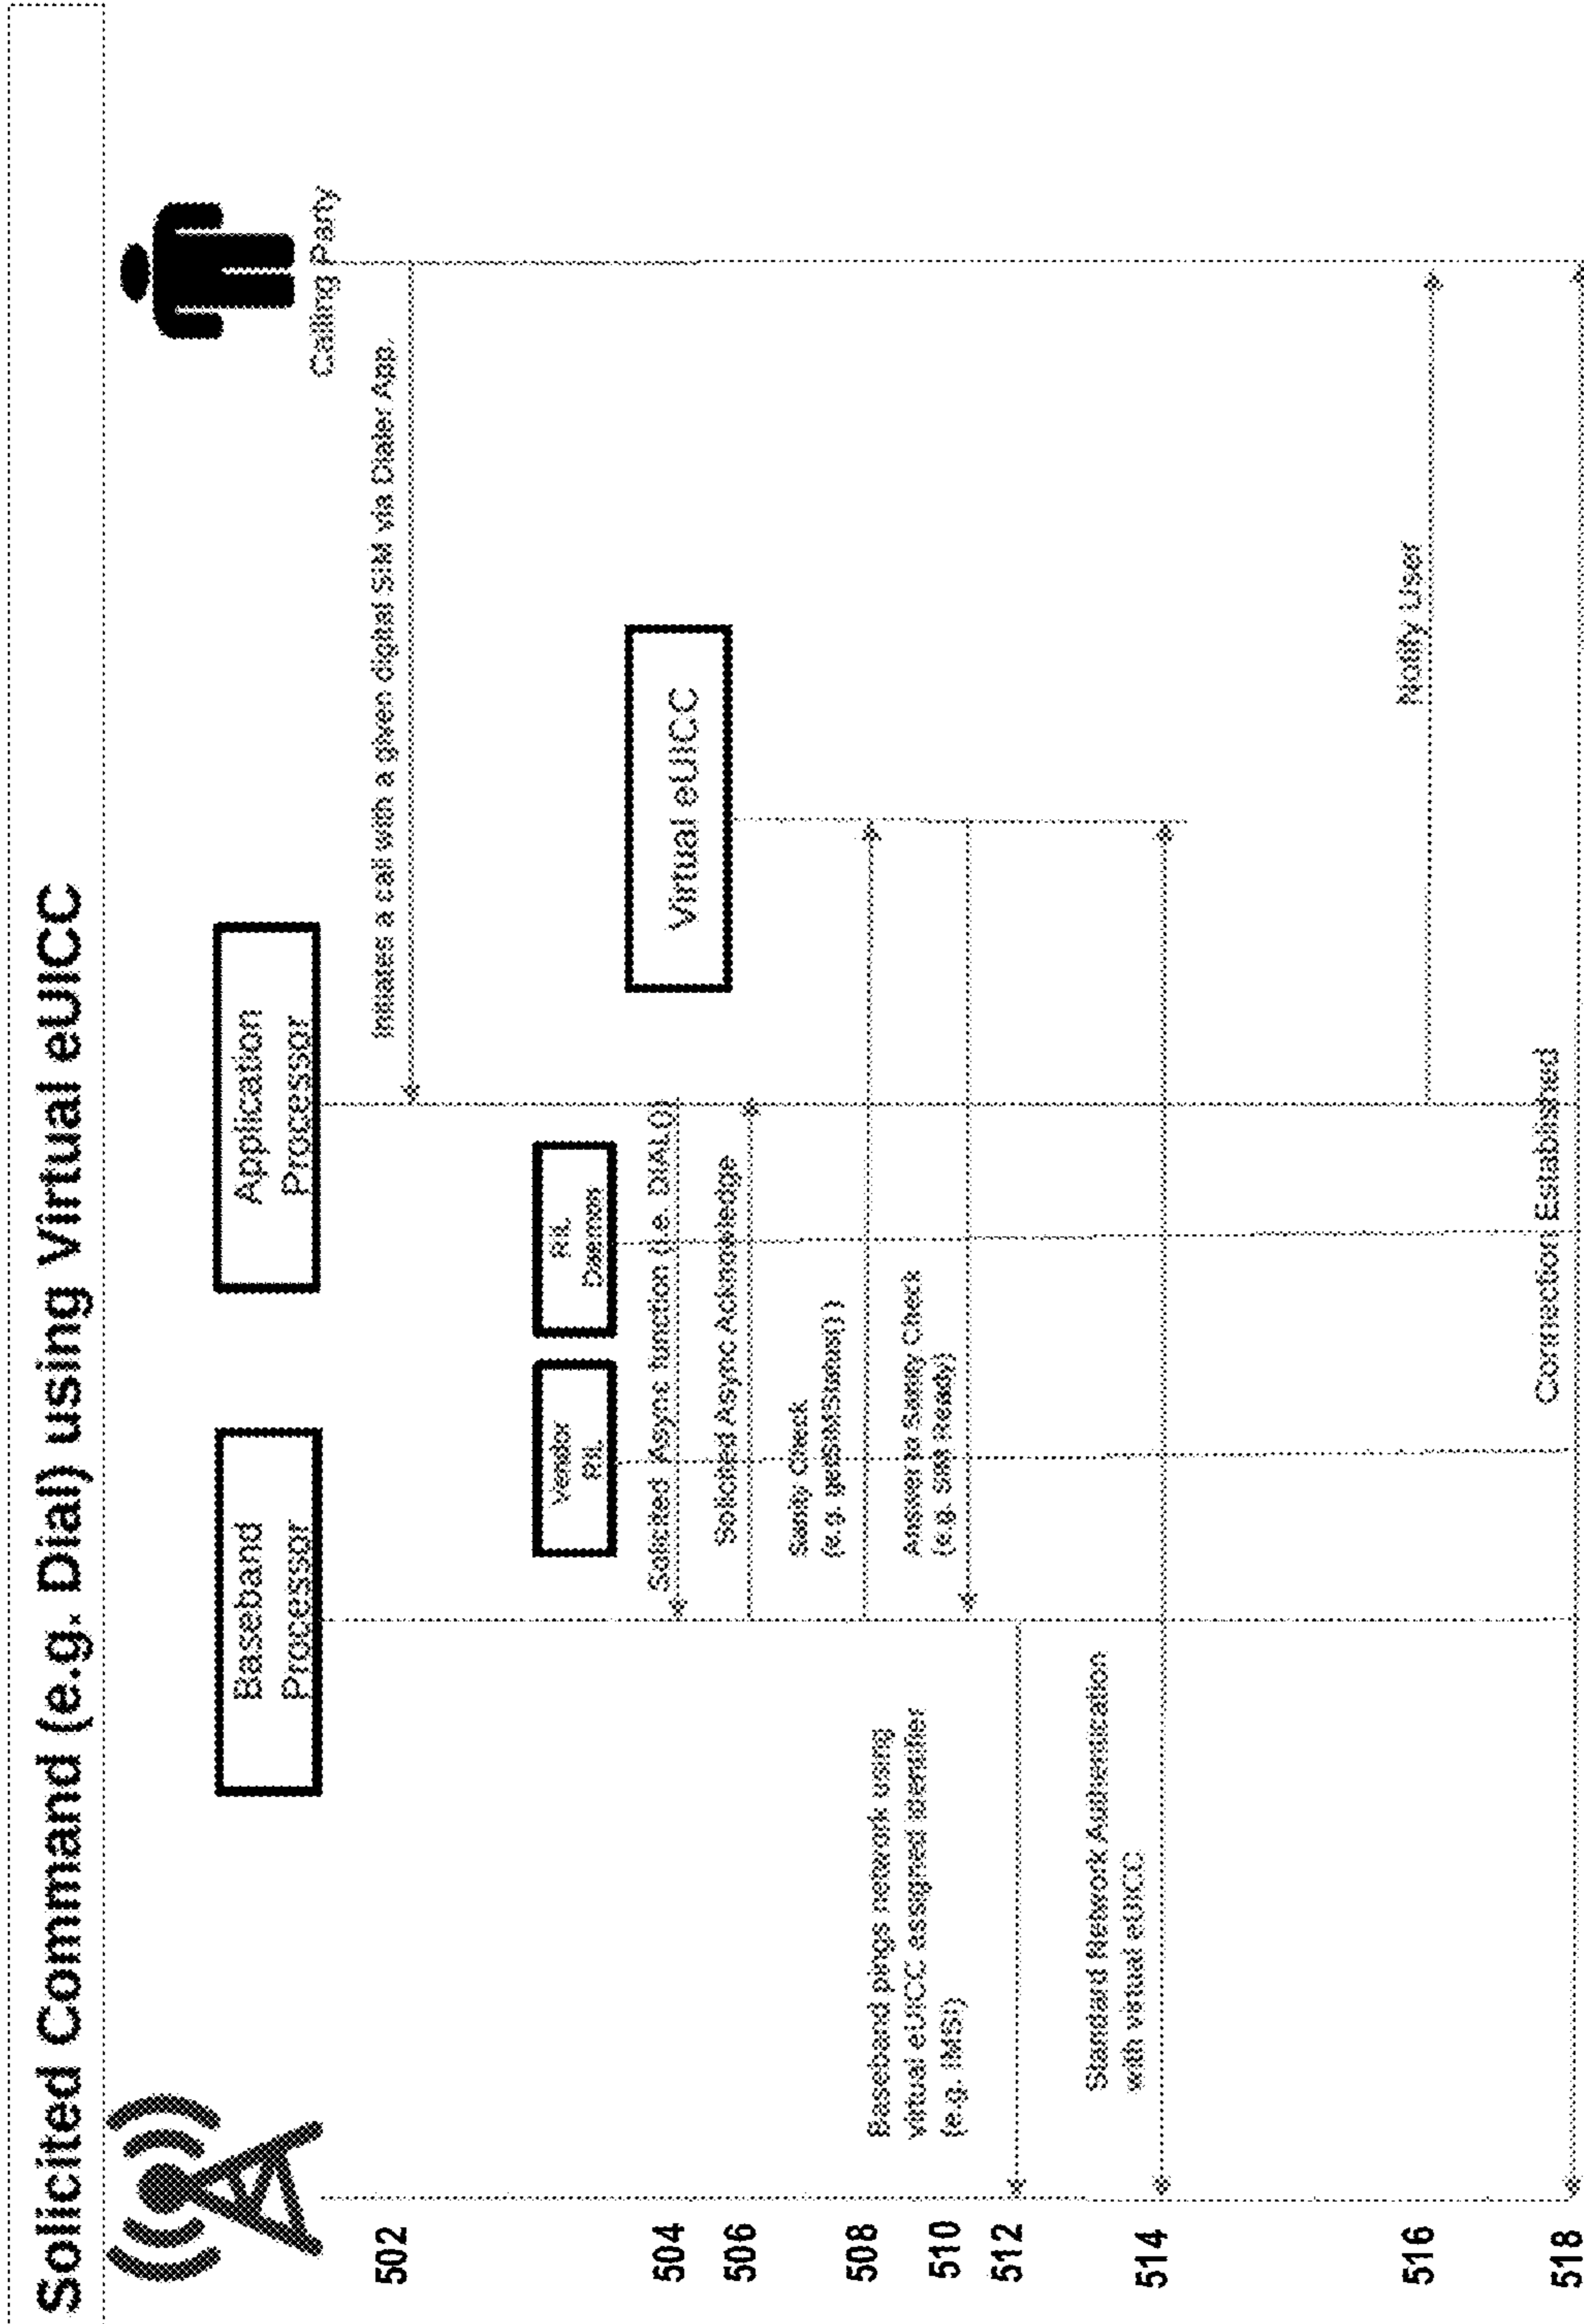 Solicited Command (e.g. Dial) using Virtual eUICC
Calling Party
Baseband
Processor
Application
Processor
502
Initiates a call with a given digital SIM via Dialer App.
Vendor
RIL
RIL
Daemon
Virtual eUICC
504
Solicited Async function (i.e. DIAL())
506
Solicited Async Acknowledge
508
Sanity Check
(e.g. getSIMStatus() )
510
Answer to Sanity Check
(e.g. SIM Ready)
512
Baseband pings network using
virtual eUICC assigned identifier
(e.g. IMSI)
514
Standard Network Authentication
with virtual eUICC
516
Notify User
518
Connection Established